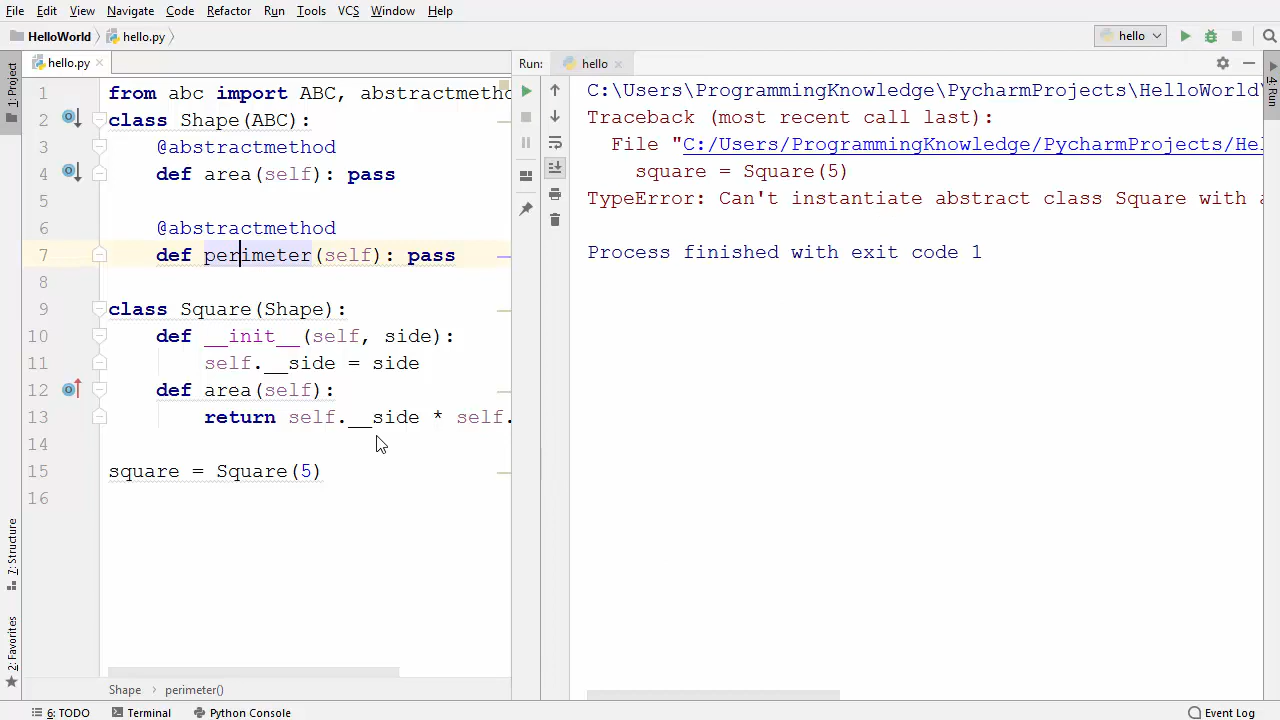 File Edit View Navigate Code Refactor Run Tools VCS Window Help
HelloWorld hello.py hello
1: Project
hello.py
1 from abc import ABC, abstractmetho
2 class Shape(ABC):
3 @abstractmethod
4 def area(self): pass
5
6 @abstractmethod
7 def perimeter(self): pass
8
9 class Square(Shape):
10 def __init__(self, side):
11 self.__side = side
12 def area(self):
13 return self.__side * self.
14
15 square = Square(5)
16
Shape perimeter()
7: Structure
2: Favorites
Run: hello
C:\Users\ProgrammingKnowledge\PycharmProjects\HelloWorld\
Traceback (most recent call last):
File "C:/Users/ProgrammingKnowledge/PycharmProjects/Hel
square = Square(5)
TypeError: Can't instantiate abstract class Square with a
Process finished with exit code 1
4: Run
6: TODO Terminal Python Console Event Log